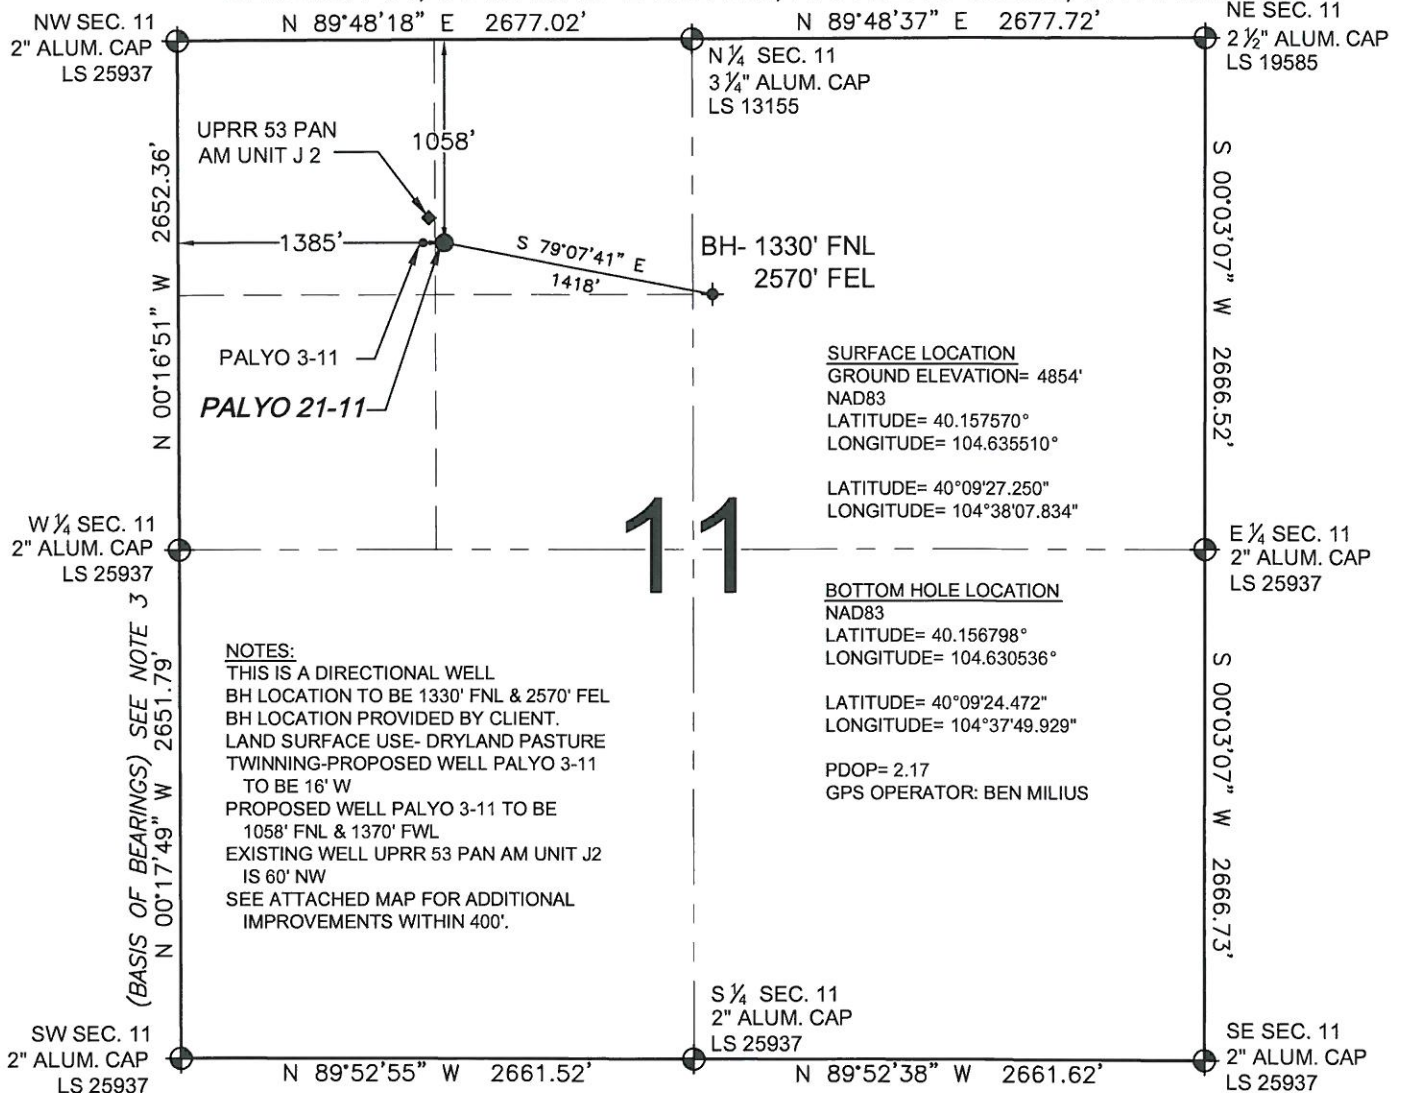 NW SEC. 11
2" ALUM. CAP
LS 25937
N 89°48'18" E 2677.02'
N 89°48'37" E 2677.72'
NE SEC. 11
2 ½" ALUM. CAP
LS 19585
N ¼ SEC. 11
3 ¼" ALUM. CAP
LS 13155
UPRR 53 PAN
AM UNIT J 2
1058'
1385'
S 79°07'41" E
1418'
BH- 1330' FNL
2570' FEL
N 00°16'51" W 2652.36'
S 00°03'07" W 2666.52'
PALYO 3-11
PALYO 21-11
SURFACE LOCATION
GROUND ELEVATION= 4854'
NAD83
LATITUDE= 40.157570°
LONGITUDE= 104.635510°
LATITUDE= 40°09'27.250"
LONGITUDE= 104°38'07.834"
11
W ¼ SEC. 11
2" ALUM. CAP
LS 25937
E ¼ SEC. 11
2" ALUM. CAP
LS 25937
BOTTOM HOLE LOCATION
NAD83
LATITUDE= 40.156798°
LONGITUDE= 104.630536°
LATITUDE= 40°09'24.472"
LONGITUDE= 104°37'49.929"
PDOP= 2.17
GPS OPERATOR: BEN MILIUS
NOTES:
THIS IS A DIRECTIONAL WELL
BH LOCATION TO BE 1330' FNL & 2570' FEL
BH LOCATION PROVIDED BY CLIENT.
LAND SURFACE USE- DRYLAND PASTURE
TWINNING-PROPOSED WELL PALYO 3-11
TO BE 16' W
PROPOSED WELL PALYO 3-11 TO BE
1058' FNL & 1370' FWL
EXISTING WELL UPRR 53 PAN AM UNIT J2
IS 60' NW
SEE ATTACHED MAP FOR ADDITIONAL
IMPROVEMENTS WITHIN 400'.
(BASIS OF BEARINGS) SEE NOTE 3
N 00°17'49" W 2651.79'
S 00°03'07" W 2666.73'
SW SEC. 11
2" ALUM. CAP
LS 25937
N 89°52'55" W 2661.52'
S ¼ SEC. 11
2" ALUM. CAP
LS 25937
N 89°52'38" W 2661.62'
SE SEC. 11
2" ALUM. CAP
LS 25937